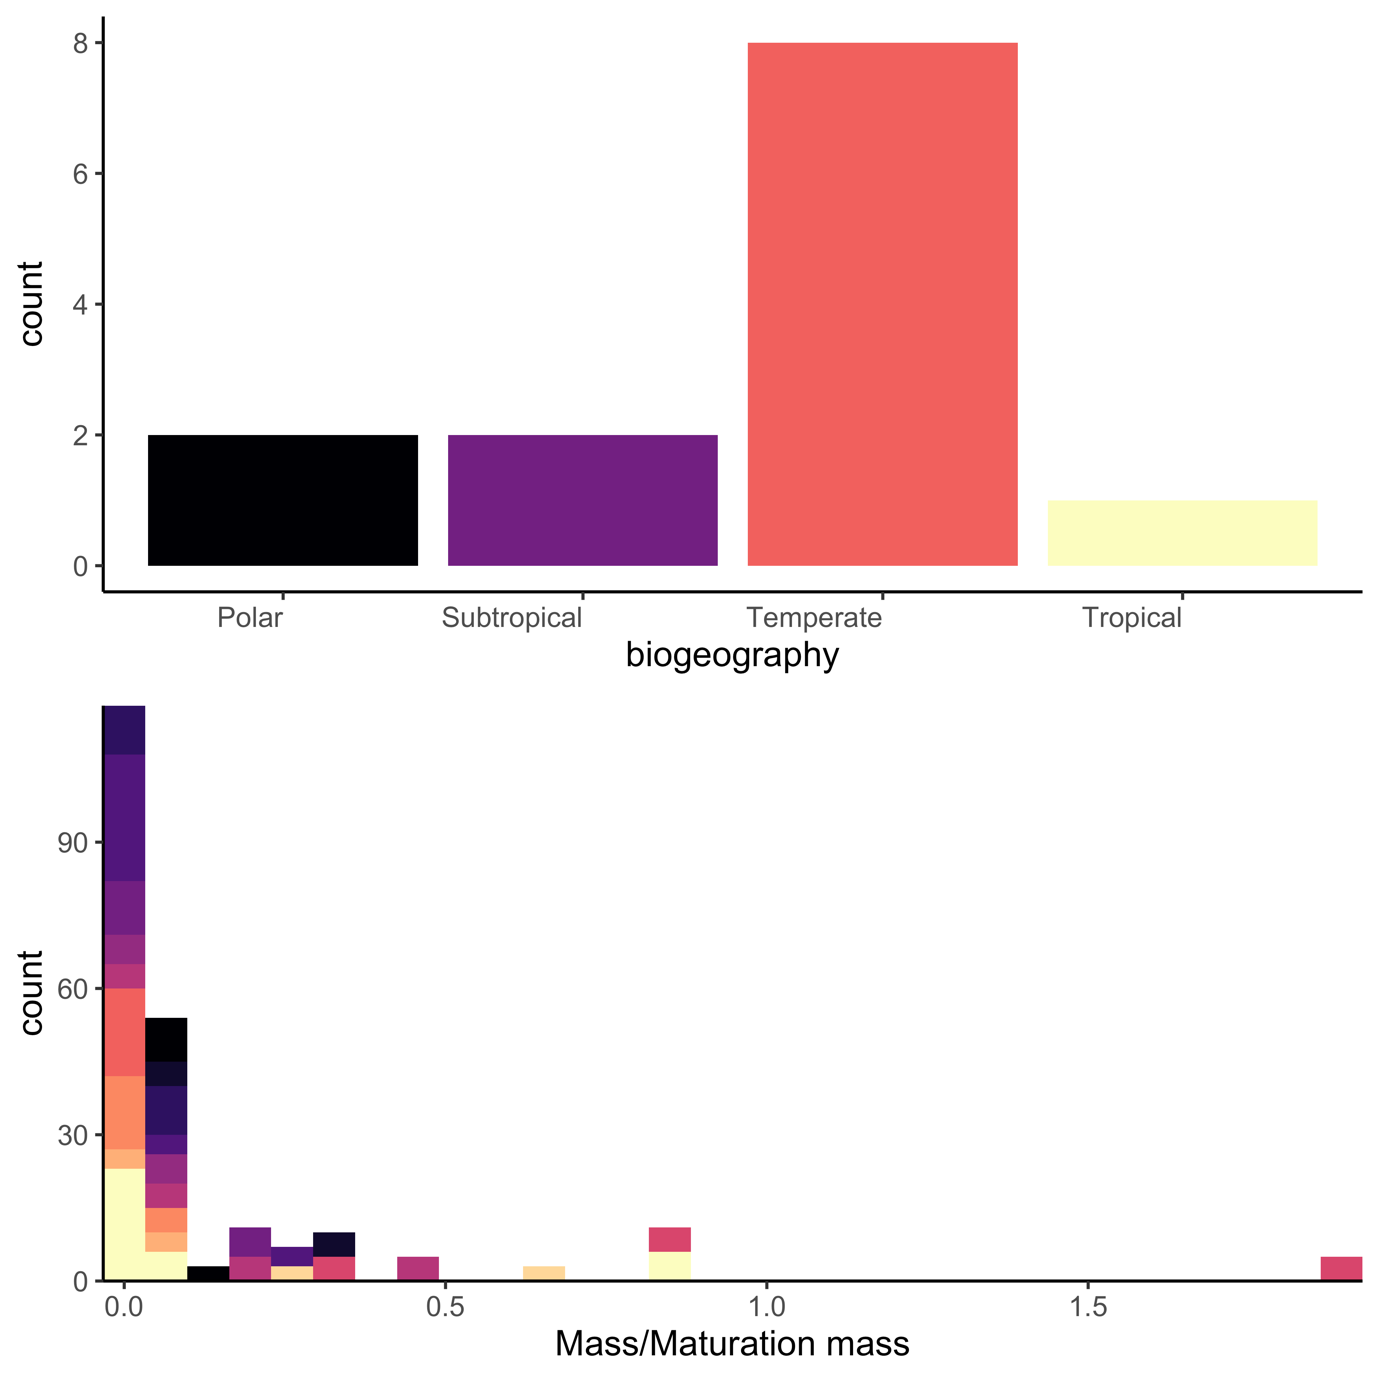 8
6
4
2
0
count
Polar Subtropical Temperate Tropical
biogeography
90
60
30
0
count
0.0 0.5 1.0 1.5
Mass/Maturation mass